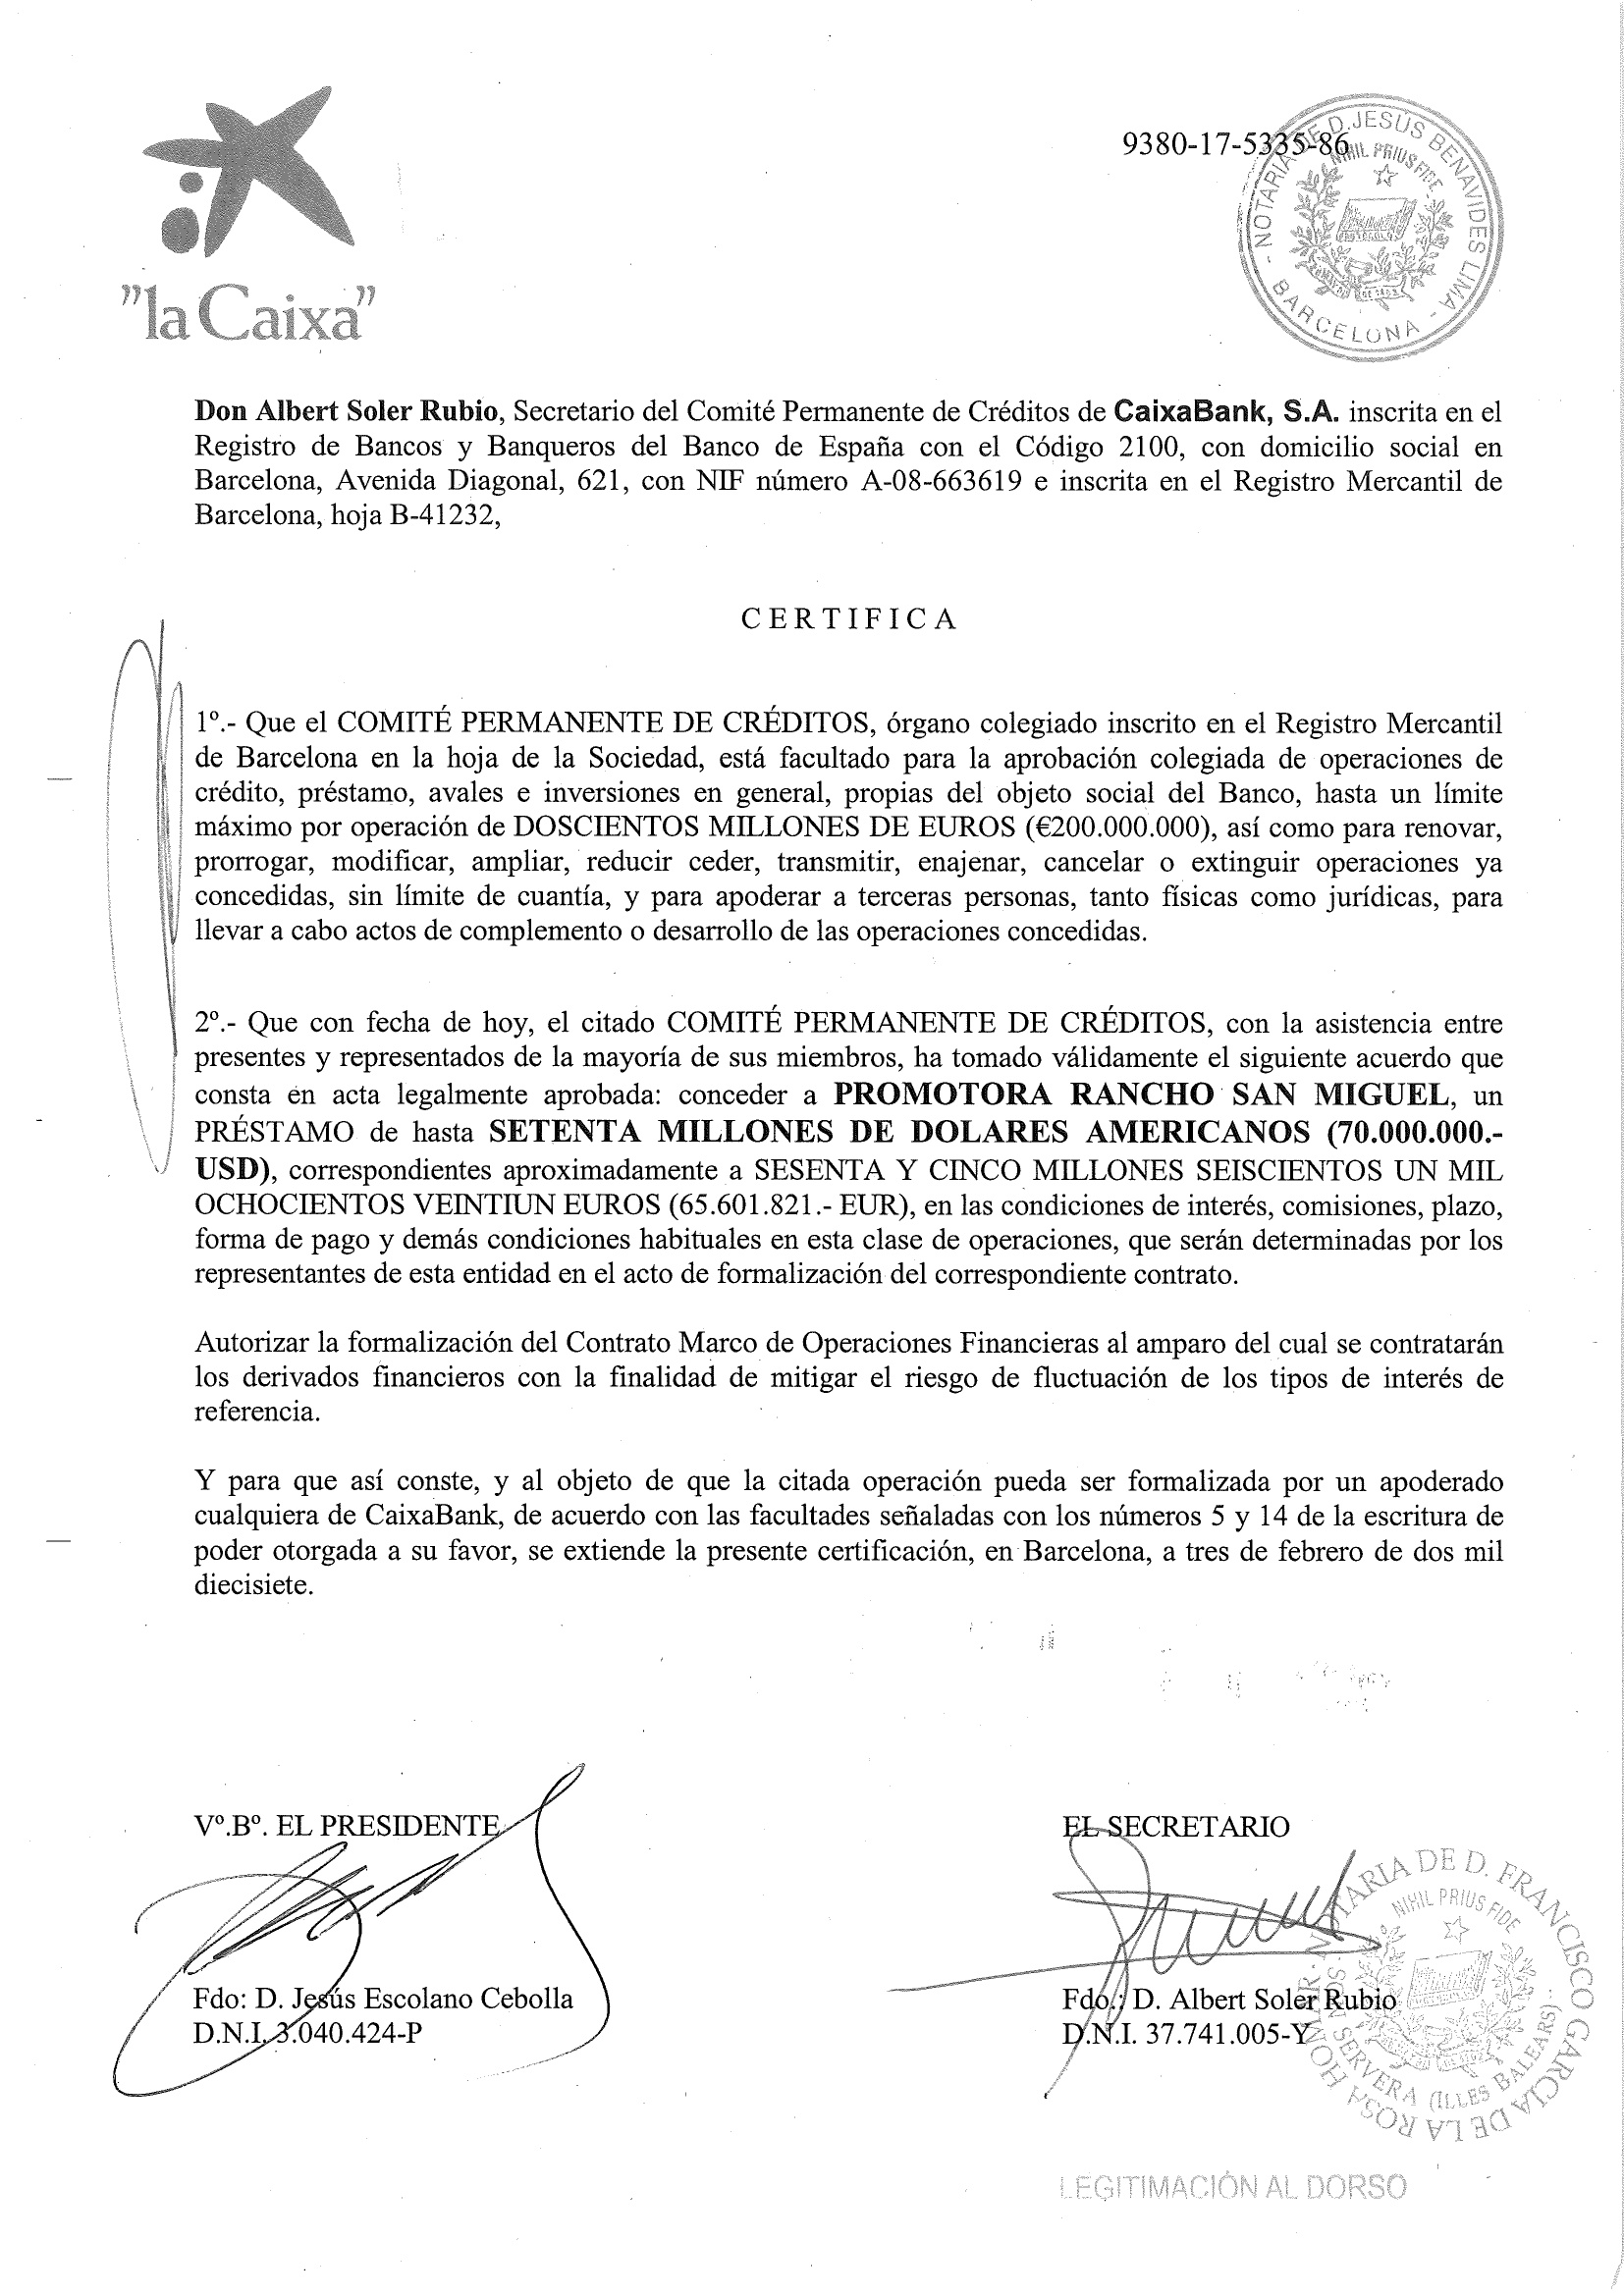 "la Caixa"
9380-17-5335-86
- NOTARIA DE D. JESÚS BENAVIDES LIMA -
NIHIL PRIUS FIDE
BARCELONA
Don Albert Soler Rubio, Secretario del Comité Permanente de Créditos de CaixaBank, S.A. inscrita en el
Registro de Bancos y Banqueros del Banco de España con el Código 2100, con domicilio social en
Barcelona, Avenida Diagonal, 621, con NIF número A-08-663619 e inscrita en el Registro Mercantil de
Barcelona, hoja B-41232,
CERTIFICA
1º.- Que el COMITÉ PERMANENTE DE CRÉDITOS, órgano colegiado inscrito en el Registro Mercantil
de Barcelona en la hoja de la Sociedad, está facultado para la aprobación colegiada de operaciones de
crédito, préstamo, avales e inversiones en general, propias del objeto social del Banco, hasta un límite
máximo por operación de DOSCIENTOS MILLONES DE EUROS (€200.000.000), así como para renovar,
prorrogar, modificar, ampliar, reducir ceder, transmitir, enajenar, cancelar o extinguir operaciones ya
concedidas, sin límite de cuantía, y para apoderar a terceras personas, tanto físicas como jurídicas, para
llevar a cabo actos de complemento o desarrollo de las operaciones concedidas.
2º.- Que con fecha de hoy, el citado COMITÉ PERMANENTE DE CRÉDITOS, con la asistencia entre
presentes y representados de la mayoría de sus miembros, ha tomado válidamente el siguiente acuerdo que
consta en acta legalmente aprobada: conceder a PROMOTORA RANCHO SAN MIGUEL, un
PRÉSTAMO de hasta SETENTA MILLONES DE DOLARES AMERICANOS (70.000.000.-
USD), correspondientes aproximadamente a SESENTA Y CINCO MILLONES SEISCIENTOS UN MIL
OCHOCIENTOS VEINTIUN EUROS (65.601.821.- EUR), en las condiciones de interés, comisiones, plazo,
forma de pago y demás condiciones habituales en esta clase de operaciones, que serán determinadas por los
representantes de esta entidad en el acto de formalización del correspondiente contrato.
Autorizar la formalización del Contrato Marco de Operaciones Financieras al amparo del cual se contratarán
los derivados financieros con la finalidad de mitigar el riesgo de fluctuación de los tipos de interés de
referencia.
Y para que así conste, y al objeto de que la citada operación pueda ser formalizada por un apoderado
cualquiera de CaixaBank, de acuerdo con las facultades señaladas con los números 5 y 14 de la escritura de
poder otorgada a su favor, se extiende la presente certificación, en Barcelona, a tres de febrero de dos mil
diecisiete.
Vº.Bº. EL PRESIDENTE
EL SECRETARIO
Fdo: D. Jesús Escolano Cebolla
D.N.I. 3.040.424-P
Fdo.: D. Albert Soler Rubio
D.N.I. 37.741.005-Y
NOTARIA DE D. FRANCISCO GARCIA DE LA ROSA HOMAR
NIHIL PRIUS FIDE
SON SERVERA (ILLES BALEARS)
LEGITIMACIÓN AL DORSO